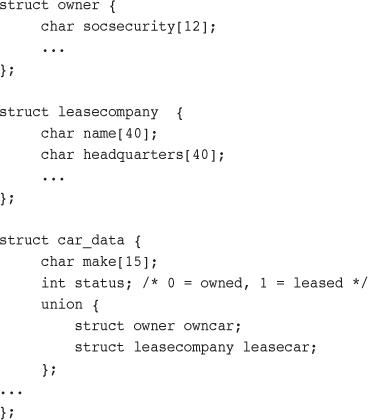 struct owner {
     char socsecurity[12];
     ...
};

struct leasecompany  {
     char name[40];
     char headquarters[40];
     ...
};

struct car_data {
     char make[15];
     int status; /* 0 = owned, 1 = leased */
     union {
         struct owner owncar;
         struct leasecompany leasecar;
     };
...
};